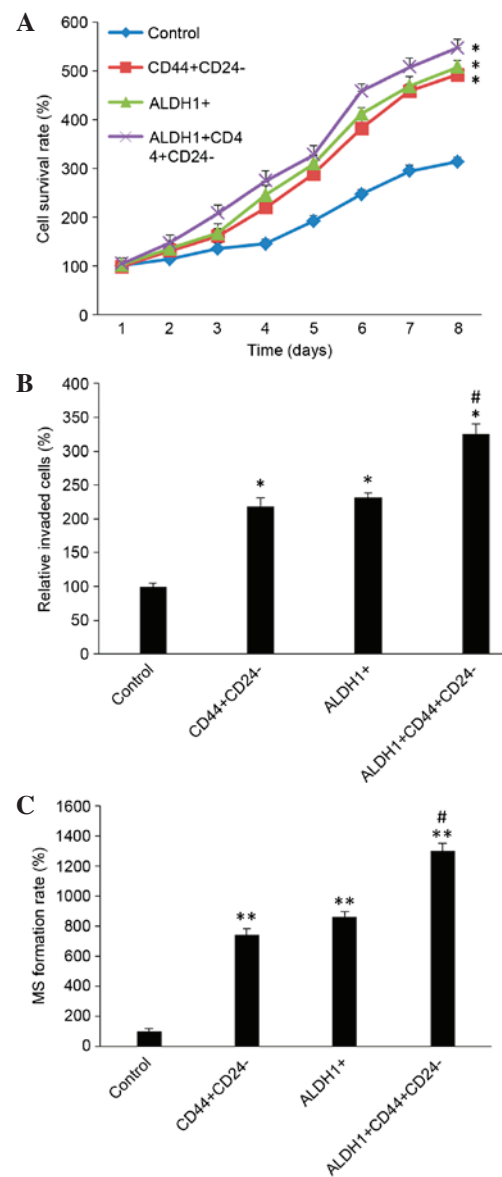 A
Cell survival rate (%)
600
500
400
300
200
100
0
Control
CD44+CD24-
ALDH1+
ALDH1+CD4
4+CD24-
*
*
*
1 2 3 4 5 6 7 8
Time (days)
B
Relative invaded cells (%)
400
350
300
250
200
150
100
50
0
*
*
#
*
Control
CD44+CD24-
ALDH1+
ALDH1+CD44+CD24-
C
MS formation rate (%)
1600
1400
1200
1000
800
600
400
200
0
**
**
#
**
Control
CD44+CD24-
ALDH1+
ALDH1+CD44+CD24-